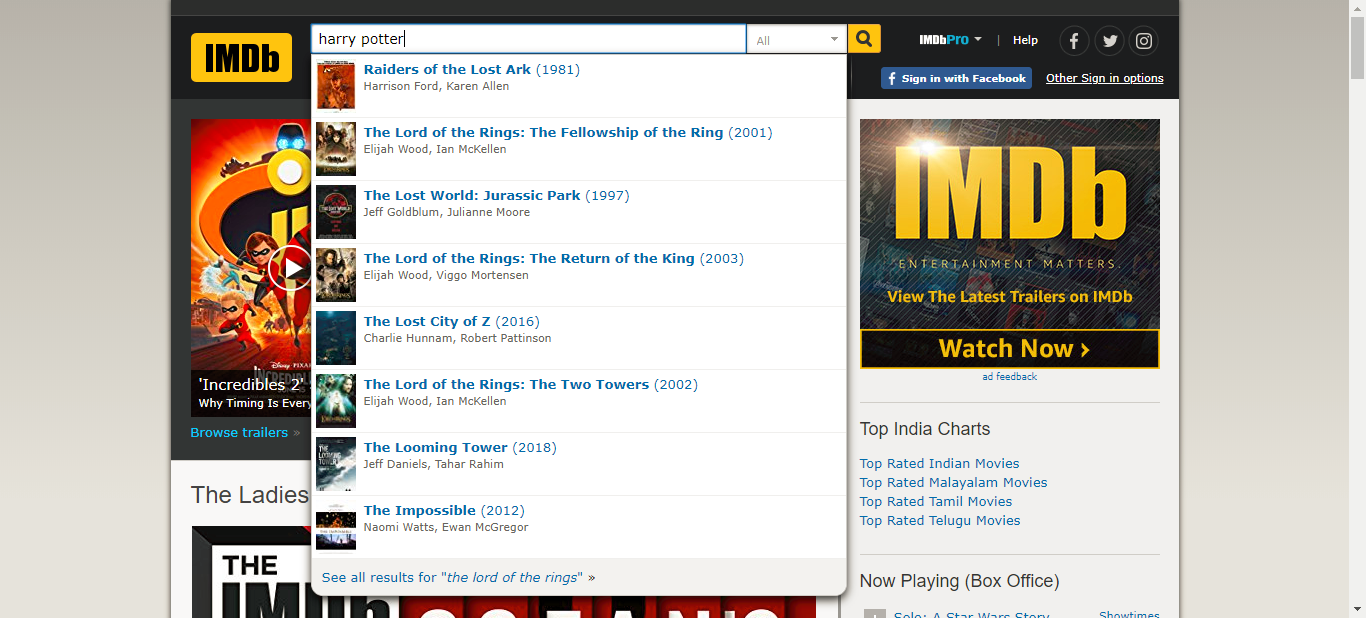 IMDb
harry potter
All
IMDbPro
|
Help
Sign in with Facebook
Other Sign in options
Raiders of the Lost Ark (1981)
Harrison Ford, Karen Allen
The Lord of the Rings: The Fellowship of the Ring (2001)
Elijah Wood, Ian McKellen
The Lost World: Jurassic Park (1997)
Jeff Goldblum, Julianne Moore
The Lord of the Rings: The Return of the King (2003)
Elijah Wood, Viggo Mortensen
The Lost City of Z (2016)
Charlie Hunnam, Robert Pattinson
The Lord of the Rings: The Two Towers (2002)
Elijah Wood, Ian McKellen
The Looming Tower (2018)
Jeff Daniels, Tahar Rahim
The Impossible (2012)
Naomi Watts, Ewan McGregor
See all results for "the lord of the rings" »
'Incredibles 2'
Why Timing Is Every
Browse trailers »
The Ladies
THE
IMDb
IMDb
ENTERTAINMENT MATTERS.
View The Latest Trailers on IMDb
Watch Now ›
ad feedback
Top India Charts
Top Rated Indian Movies
Top Rated Malayalam Movies
Top Rated Tamil Movies
Top Rated Telugu Movies
Now Playing (Box Office)
1 Solo: A Star Wars Story Showtimes